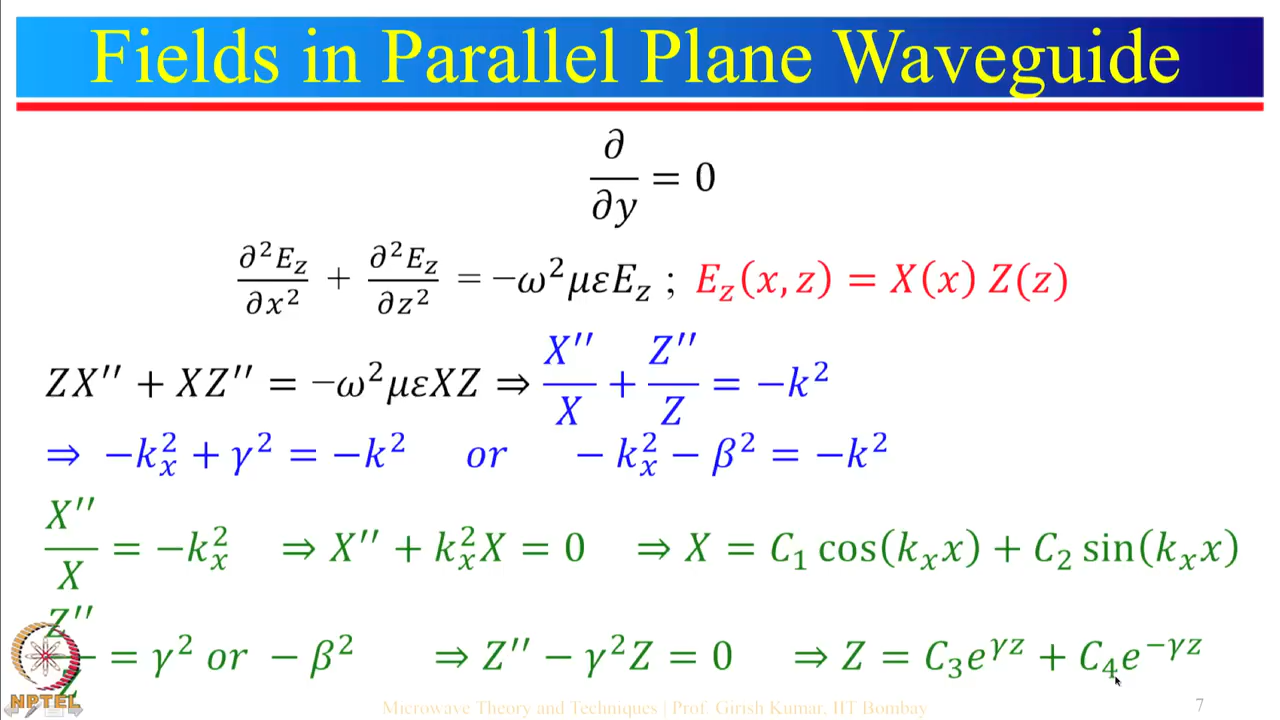 Fields in Parallel Plane Waveguide
∂/∂y = 0
∂²E_z/∂x² + ∂²E_z/∂z² = −ω²μεE_z ; E_z(x, z) = X(x) Z(z)
ZX′′ + XZ′′ = −ω²μεXZ ⇒ X′′/X + Z′′/Z = −k²
⇒ −k_x² + γ² = −k² or − k_x² − β² = −k²
X′′/X = −k_x² ⇒ X′′ + k_x²X = 0 ⇒ X = C₁ cos(k_x x) + C₂ sin(k_x x)
Z′′/Z = γ² or − β² ⇒ Z′′ − γ²Z = 0 ⇒ Z = C₃e^{γz} + C₄e^{−γz}
NPTEL
Microwave Theory and Techniques | Prof. Girish Kumar, IIT Bombay
7